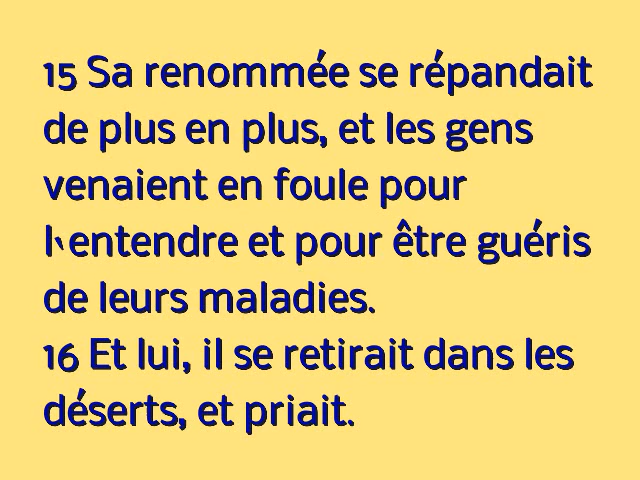 15 Sa renommée se répandait
de plus en plus, et les gens
venaient en foule pour
l'entendre et pour être guéris
de leurs maladies.
16 Et lui, il se retirait dans les
déserts, et priait.